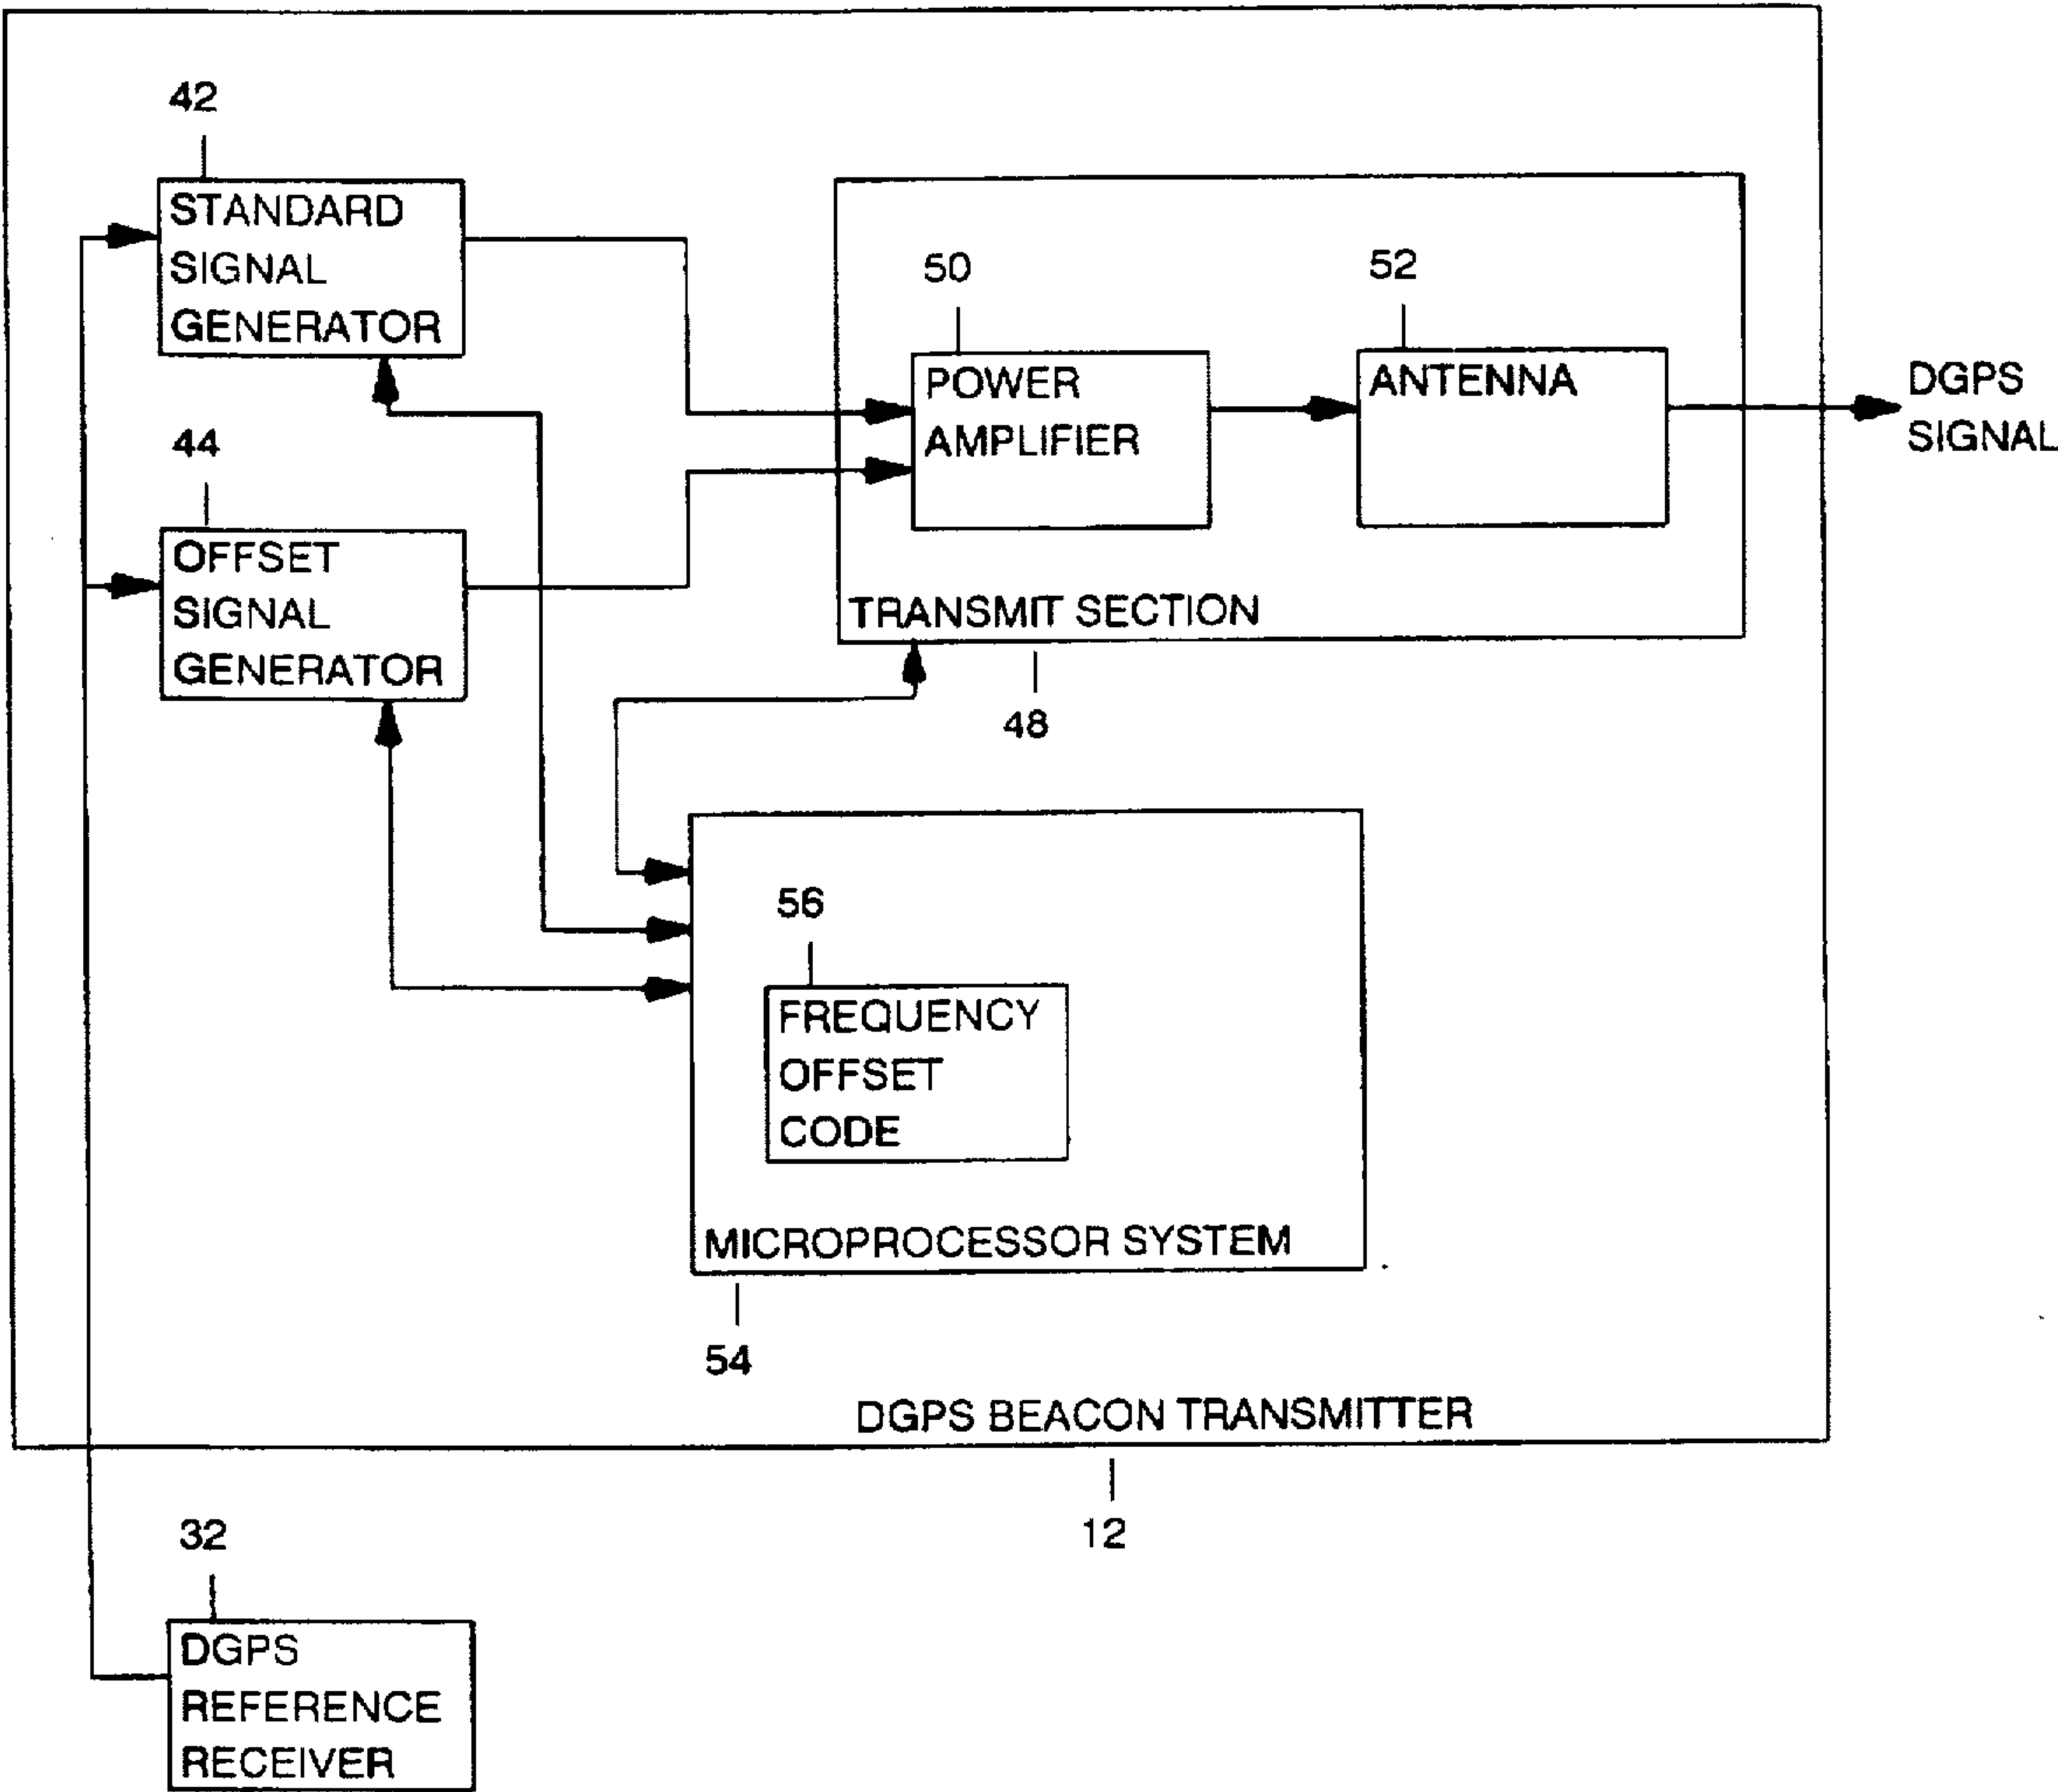 42
STANDARD
SIGNAL
GENERATOR
50
POWER
AMPLIFIER
52
ANTENNA
DGPS
SIGNAL
44
OFFSET
SIGNAL
GENERATOR
TRANSMIT SECTION
48
56
FREQUENCY
OFFSET
CODE
MICROPROCESSOR SYSTEM
54
DGPS BEACON TRANSMITTER
12
32
DGPS
REFERENCE
RECEIVER